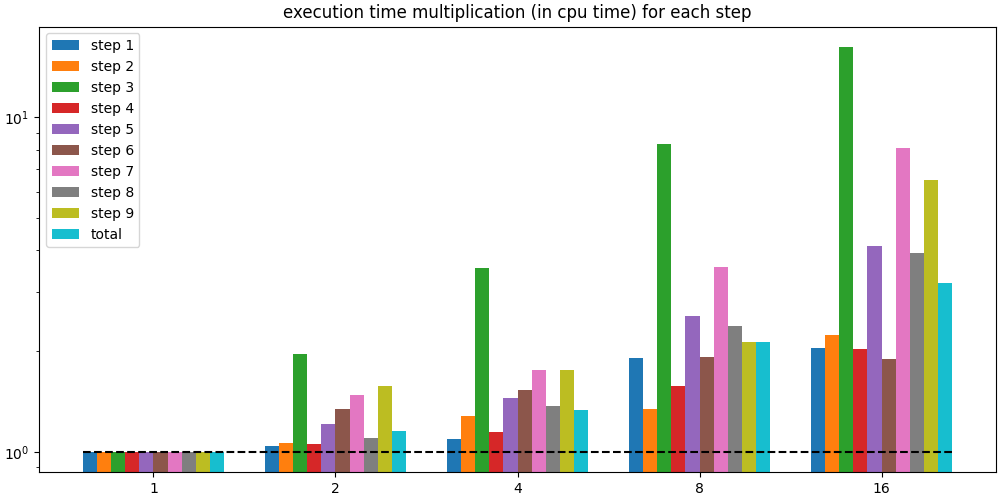 execution time multiplication (in cpu time) for each step
step 1
step 2
step 3
step 4
step 5
step 6
step 7
step 8
step 9
total
10¹
10⁰
1 2 4 8 16